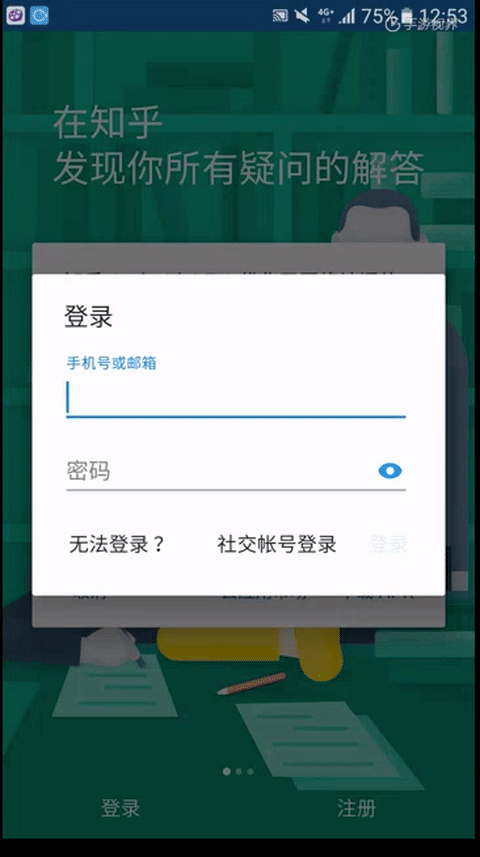 4G+
75%
12:53
手游视界
在知乎
发现你所有疑问的解答
登录
手机号或邮箱
密码
无法登录？
社交帐号登录
登录
登录
注册